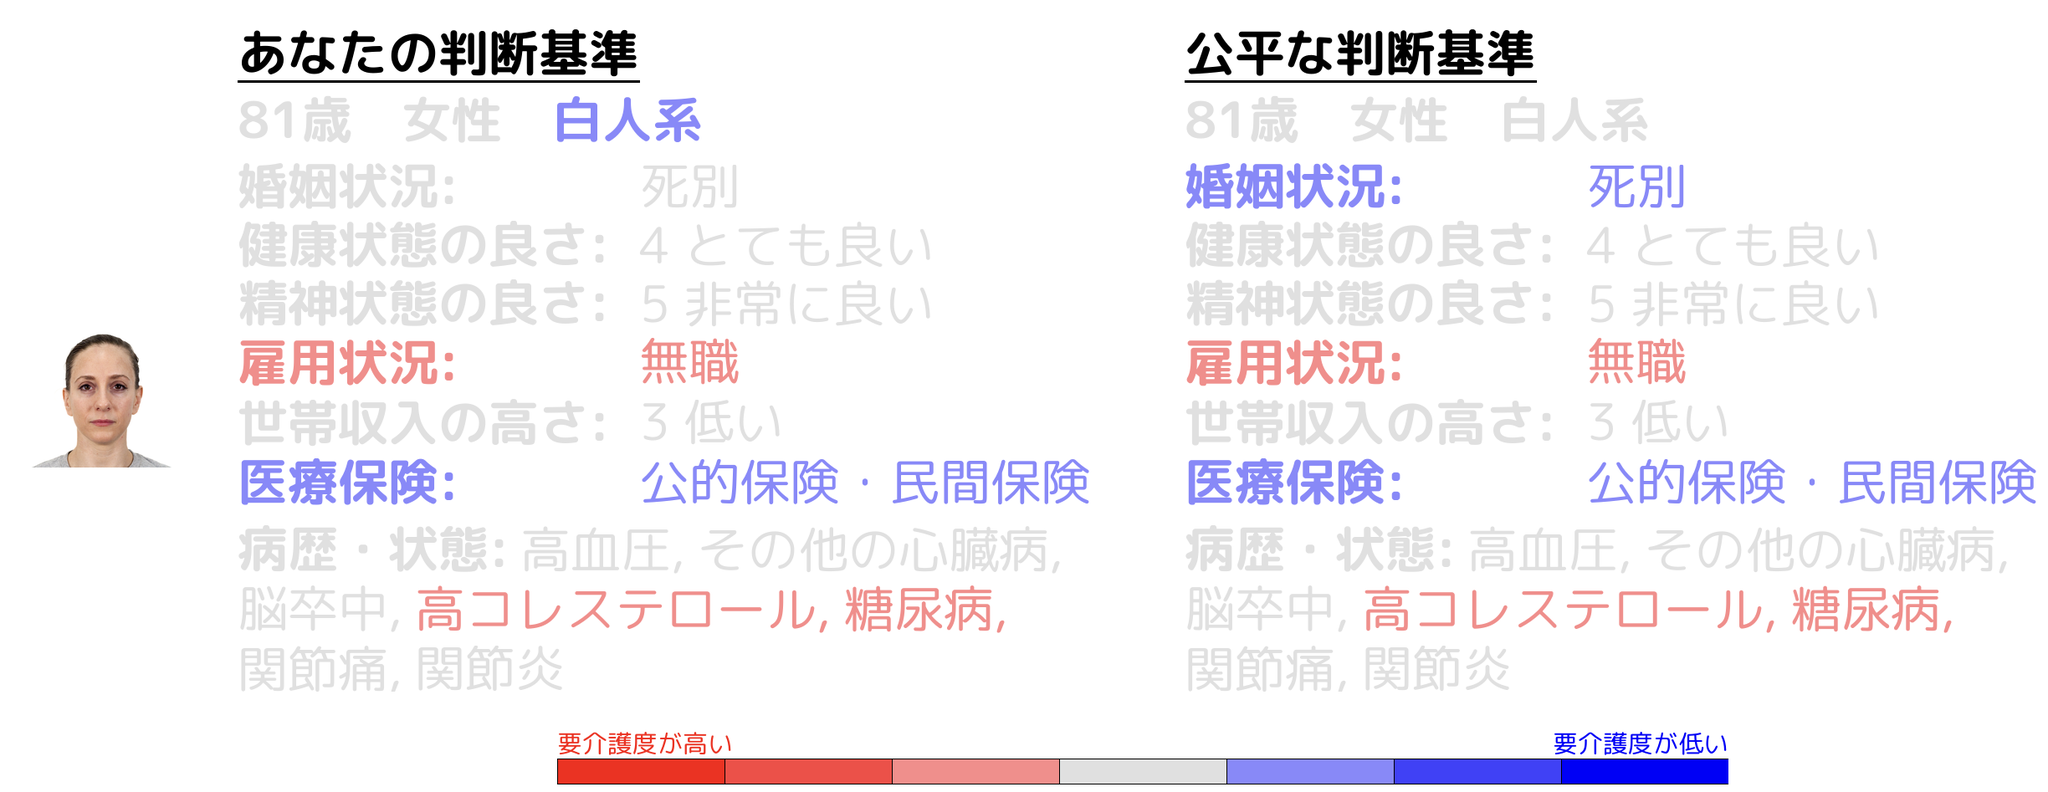 あなたの判断基準
81歳 女性 白人系
婚姻状況: 死別
健康状態の良さ: 4 とても良い
精神状態の良さ: 5 非常に良い
雇用状況: 無職
世帯収入の高さ: 3 低い
医療保険: 公的保険・民間保険
病歴・状態: 高血圧, その他の心臓病,
脳卒中, 高コレステロール, 糖尿病,
関節痛, 関節炎
公平な判断基準
81歳 女性 白人系
婚姻状況: 死別
健康状態の良さ: 4 とても良い
精神状態の良さ: 5 非常に良い
雇用状況: 無職
世帯収入の高さ: 3 低い
医療保険: 公的保険・民間保険
病歴・状態: 高血圧, その他の心臓病,
脳卒中, 高コレステロール, 糖尿病,
関節痛, 関節炎
要介護度が高い
要介護度が低い